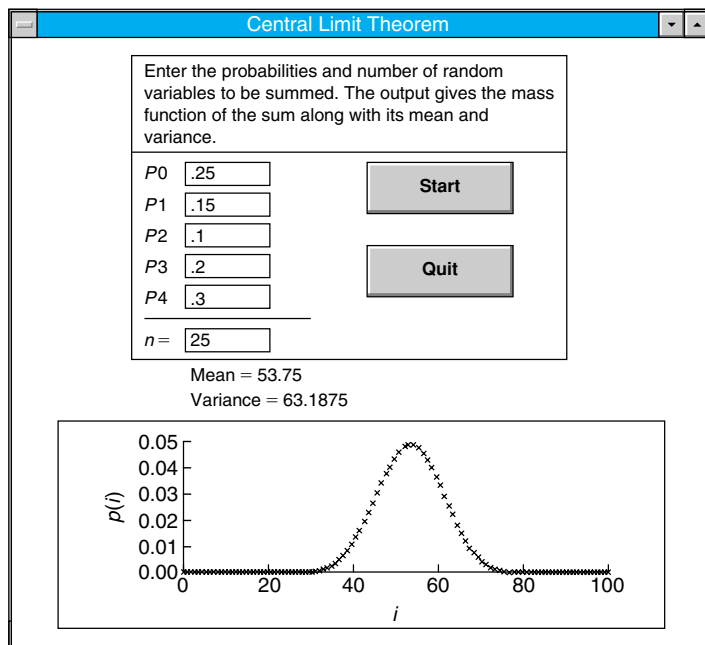 Central Limit Theorem
Enter the probabilities and number of random
variables to be summed. The output gives the mass
function of the sum along with its mean and
variance.
P0 .25
P1 .15
P2 .1
P3 .2
P4 .3
n = 25
Start
Quit
Mean = 53.75
Variance = 63.1875
p(i)
0.05
0.04
0.03
0.02
0.01
0.00
0 20 40 60 80 100
i